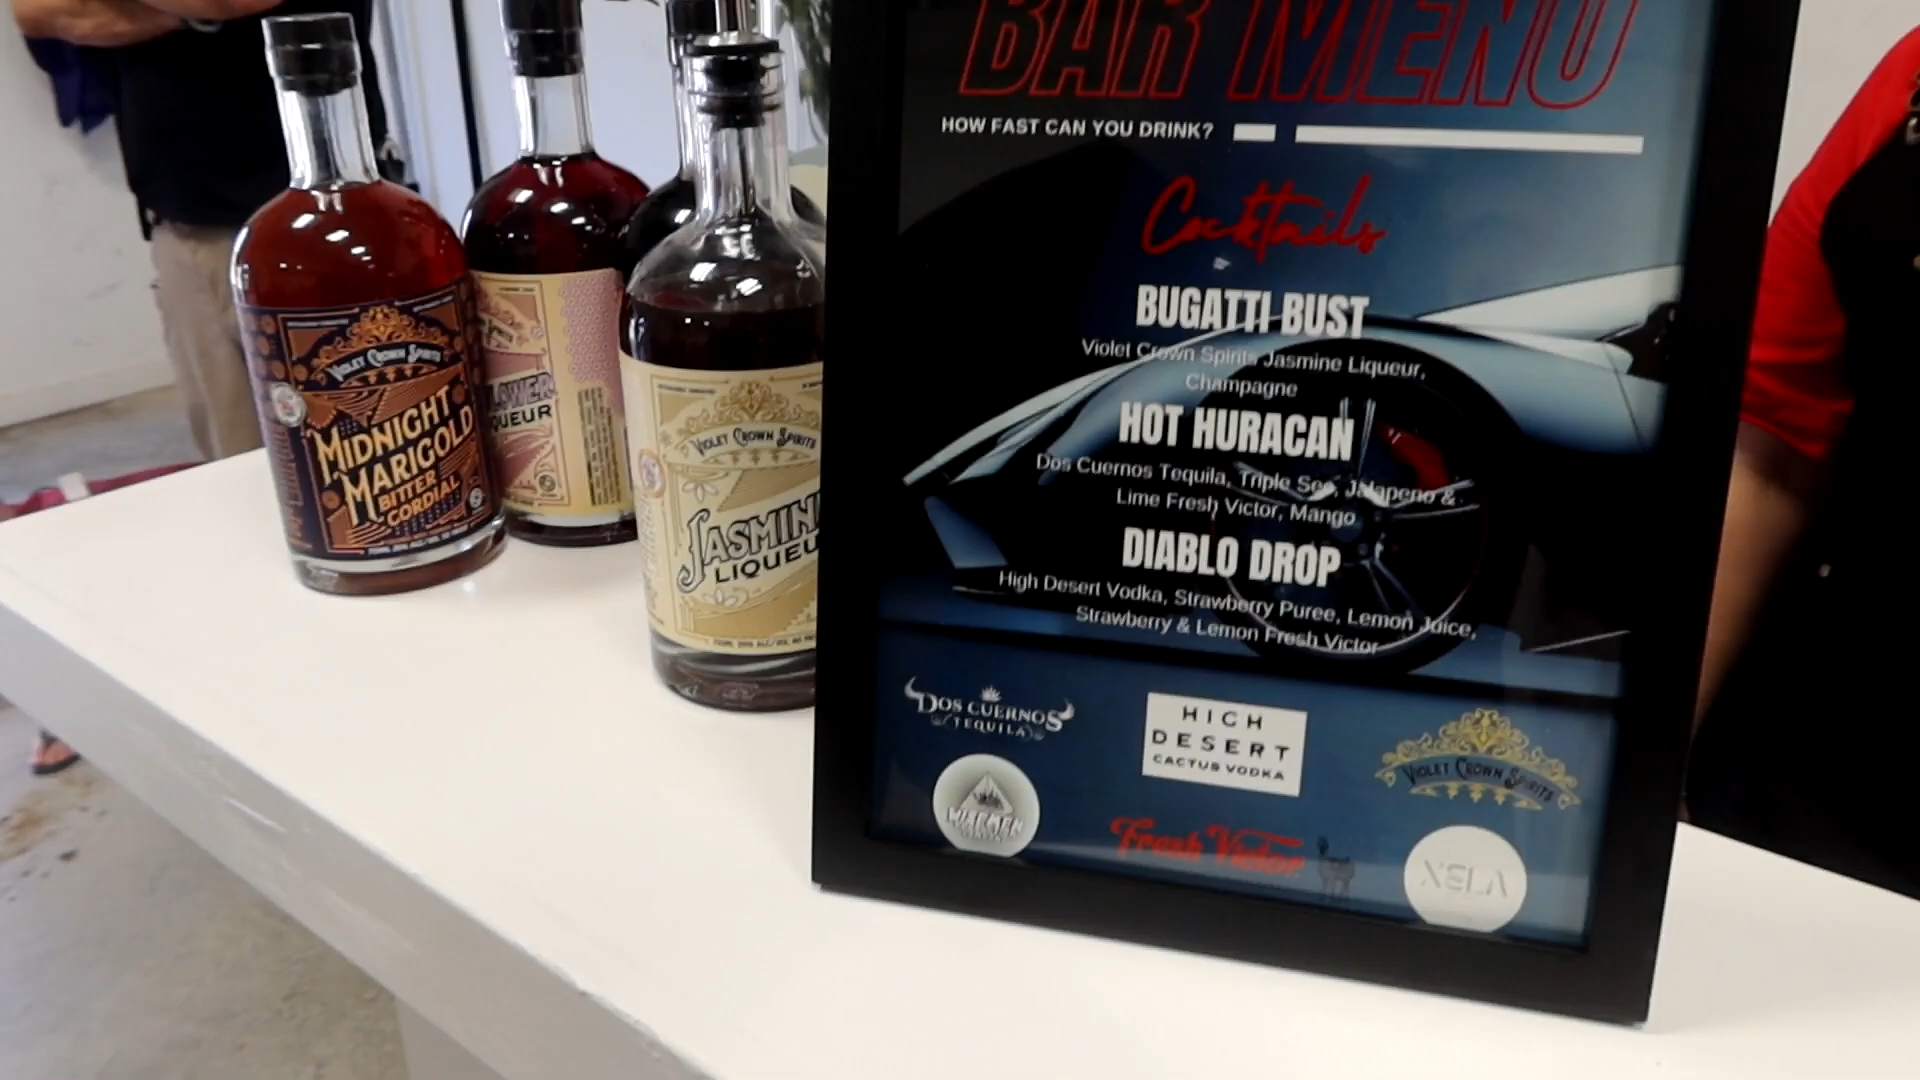 BAR MENU
HOW FAST CAN YOU DRINK?
Cocktails
BUGATTI BUST
Violet Crown Spirits Jasmine Liqueur,
Champagne
HOT HURACAN
Dos Cuernos Tequila, Triple Sec, Jalapeno &
Lime Fresh Victor, Mango
DIABLO DROP
High Desert Vodka, Strawberry Puree, Lemon Juice,
Strawberry & Lemon Fresh Victor
DOS CUERNOS
TEQUILA
HIGH
DESERT
CACTUS VODKA
VIOLET CROWN SPIRITS
Fresh Victor
XELA
VIOLET CROWN SPIRITS
MIDNIGHT
MARIGOLD
BITTER
CORDIAL
VIOLET CROWN SPIRITS
JASMINE
LIQUEU
LOWER
QUEUR